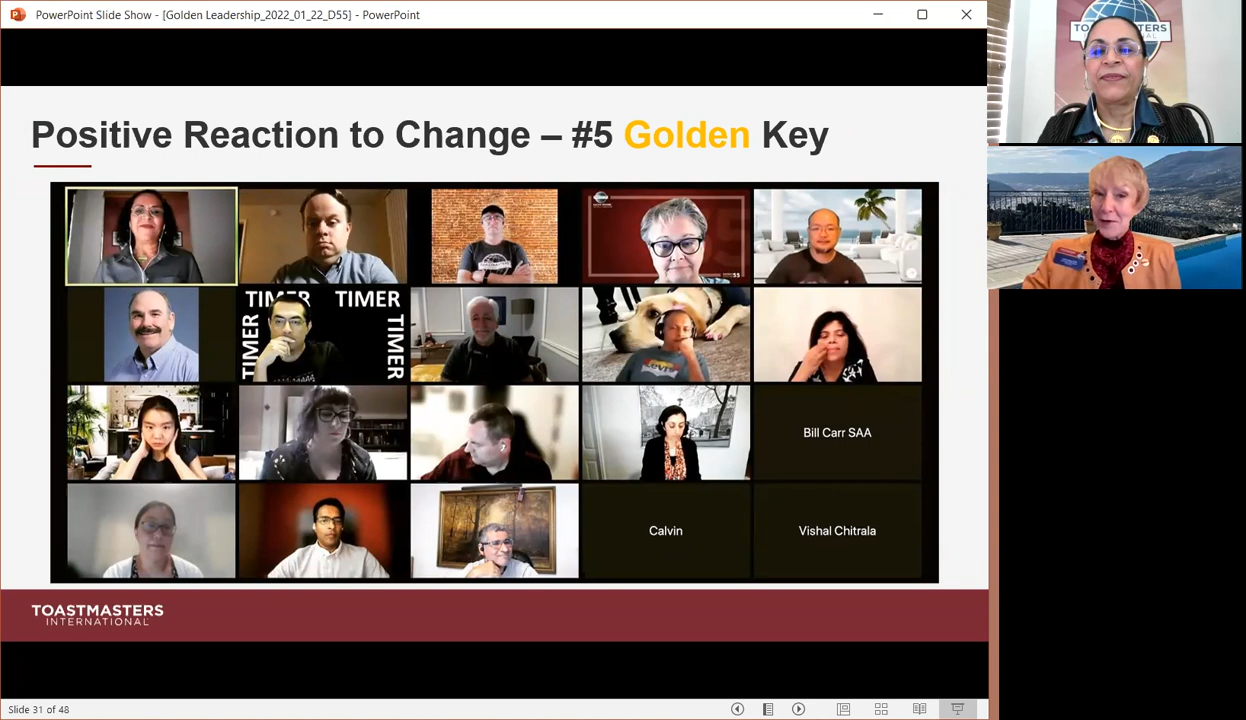 PowerPoint Slide Show - [Golden Leadership_2022_01_22_D55] - PowerPoint
TOASTMASTERS
Positive Reaction to Change – #5 Golden Key
TIMER TIMER
TIMER
TIMER
Bill Carr SAA
Calvin
Vishal Chitrala
TOASTMASTERS
INTERNATIONAL
Slide 31 of 48